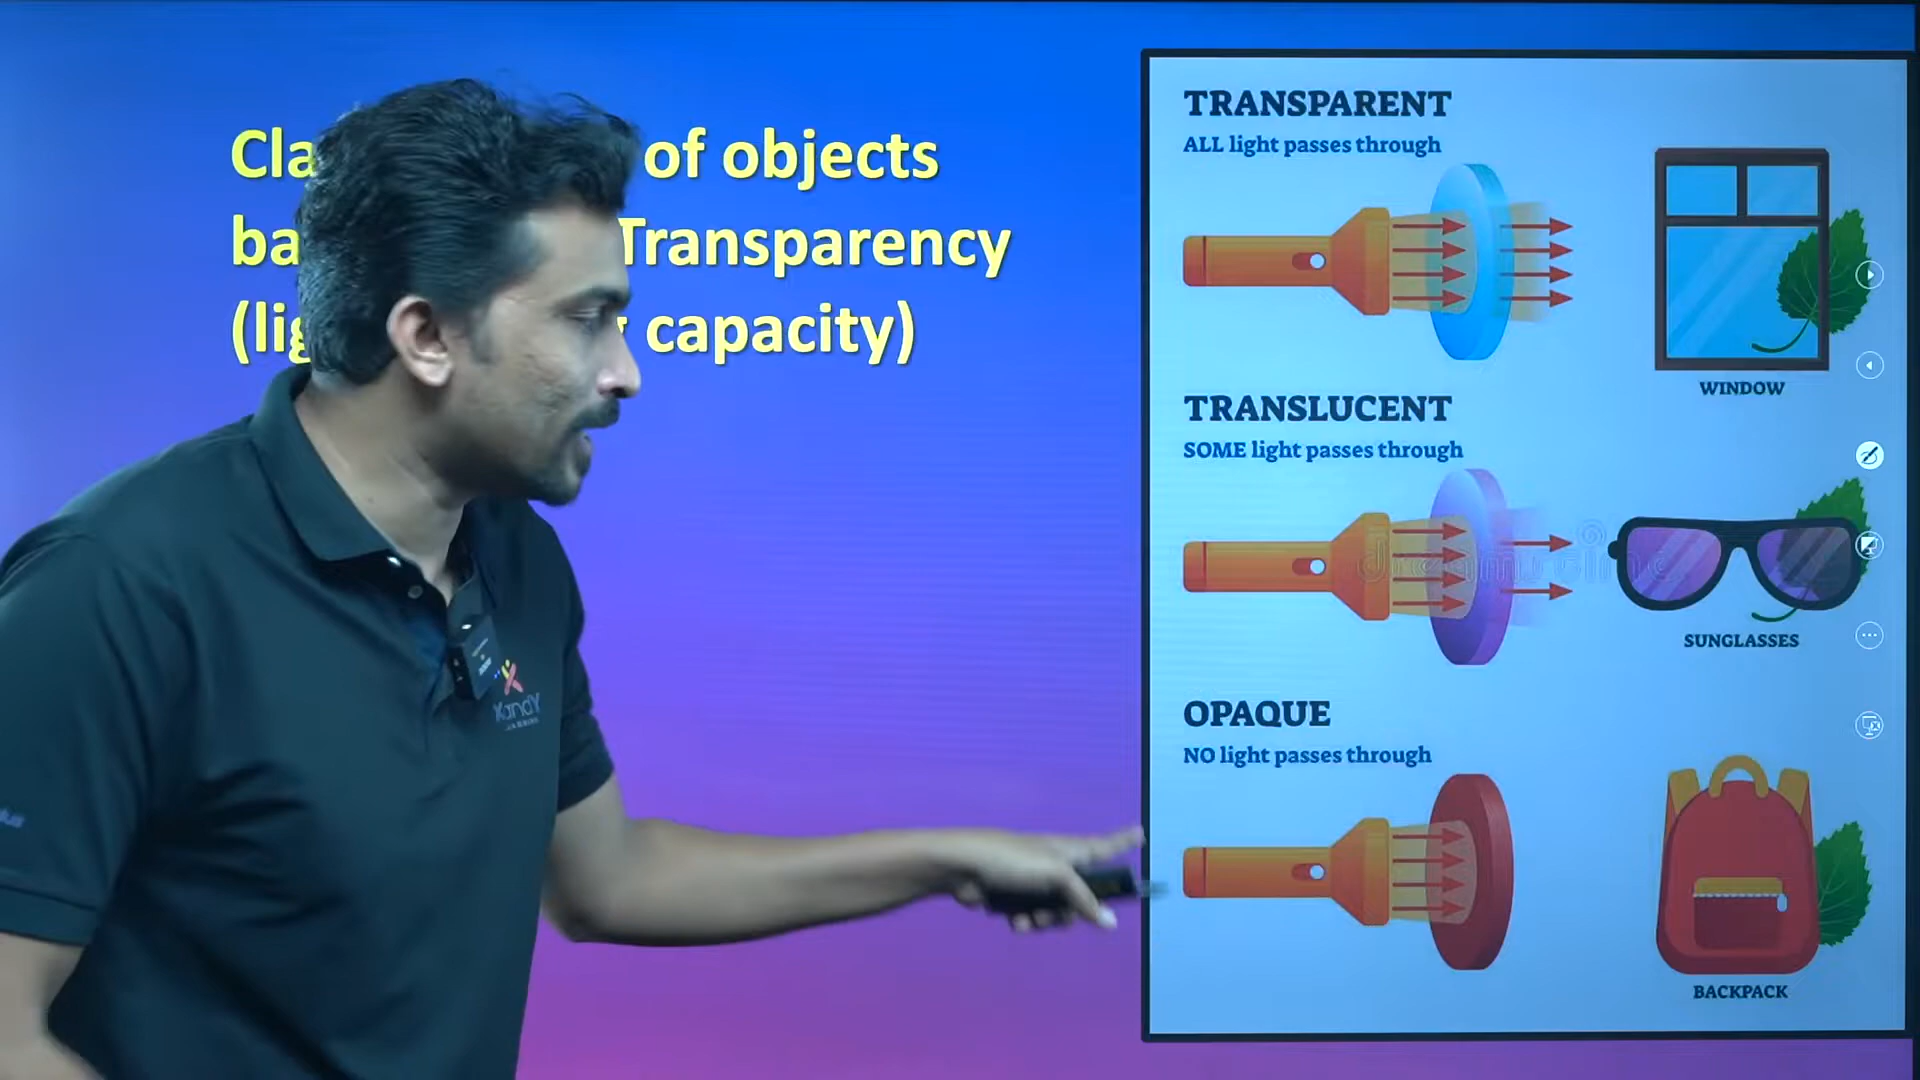 Cla of objects
ba Transparency
(lig capacity)
TRANSPARENT
ALL light passes through
WINDOW
TRANSLUCENT
SOME light passes through
dreamstime
SUNGLASSES
OPAQUE
NO light passes through
BACKPACK